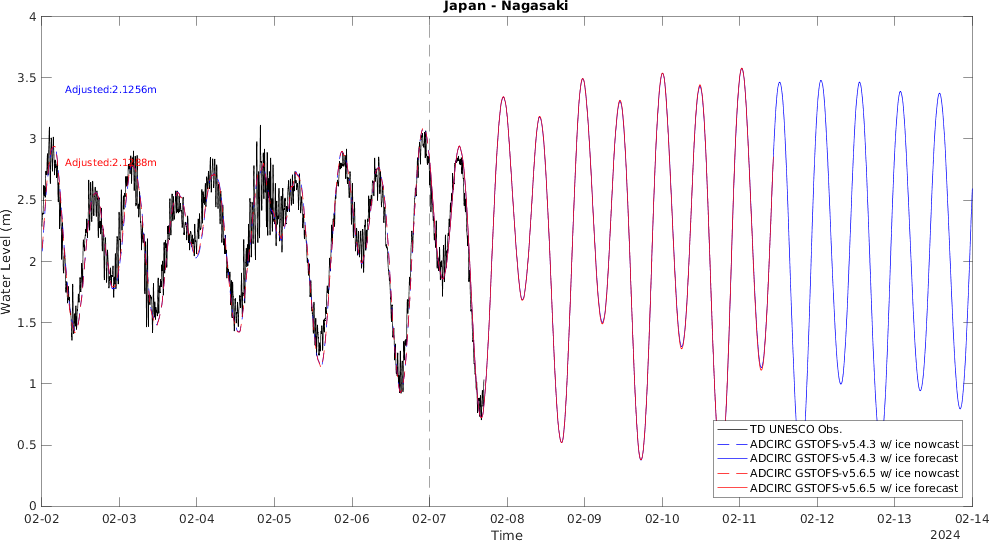 Japan - Nagasaki
4
3.5
3
2.5
2
1.5
1
0.5
0
Water Level (m)
Adjusted:2.1256m
TD UNESCO Obs.
ADCIRC GSTOFS-v5.4.3 w/ ice nowcast
ADCIRC GSTOFS-v5.4.3 w/ ice forecast
ADCIRC GSTOFS-v5.6.5 w/ ice nowcast
ADCIRC GSTOFS-v5.6.5 w/ ice forecast
02-02 02-03 02-04 02-05 02-06 02-07 02-08 02-09 02-10 02-11 02-12 02-13 02-14
Time
2024